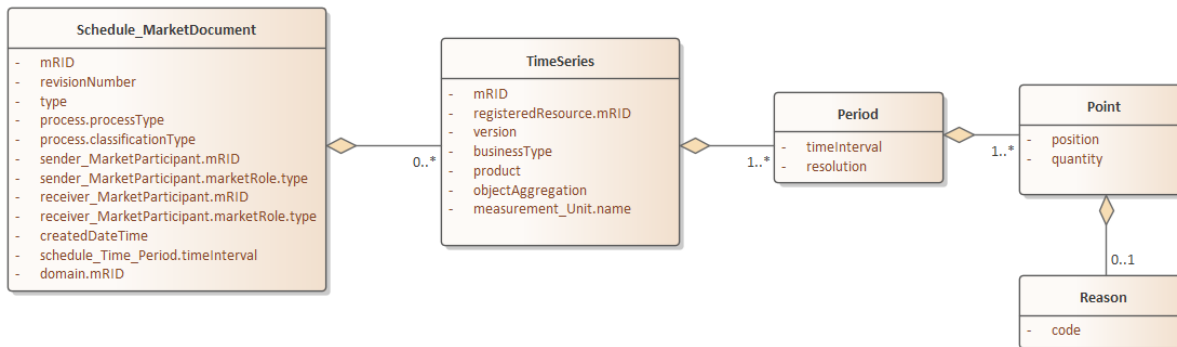 Schedule_MarketDocument
- mRID
- revisionNumber
- type
- process.processType
- process.classificationType
- sender_MarketParticipant.mRID
- sender_MarketParticipant.marketRole.type
- receiver_MarketParticipant.mRID
- receiver_MarketParticipant.marketRole.type
- createdDateTime
- schedule_Time_Period.timeInterval
- domain.mRID
0..*
TimeSeries
- mRID
- registeredResource.mRID
- version
- businessType
- product
- objectAggregation
- measurement_Unit.name
1..*
Period
- timeInterval
- resolution
1..*
Point
- position
- quantity
0..1
Reason
- code